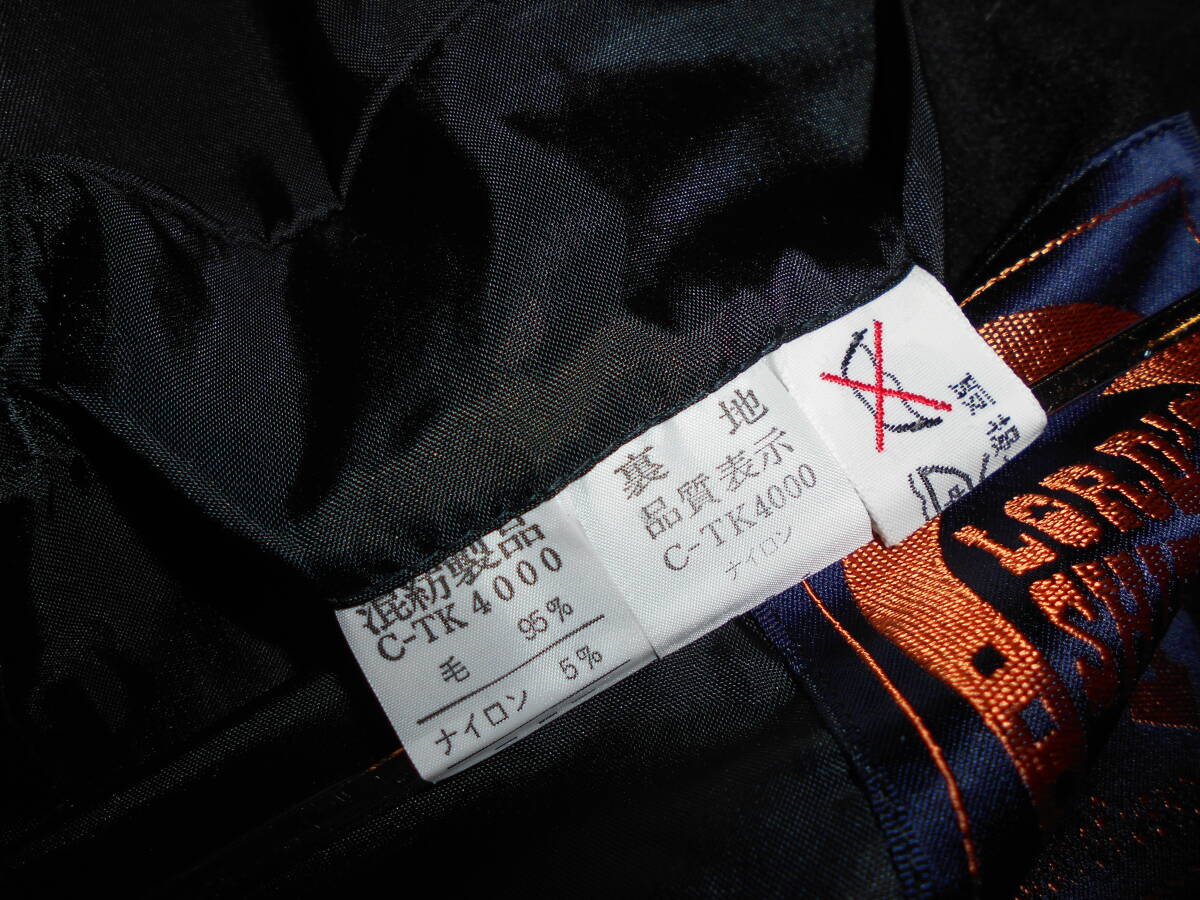 混紡製品
C-TK4000
毛 95%
ナイロン 5%
裏 地
品質表示
C-TK4000
ナイロン